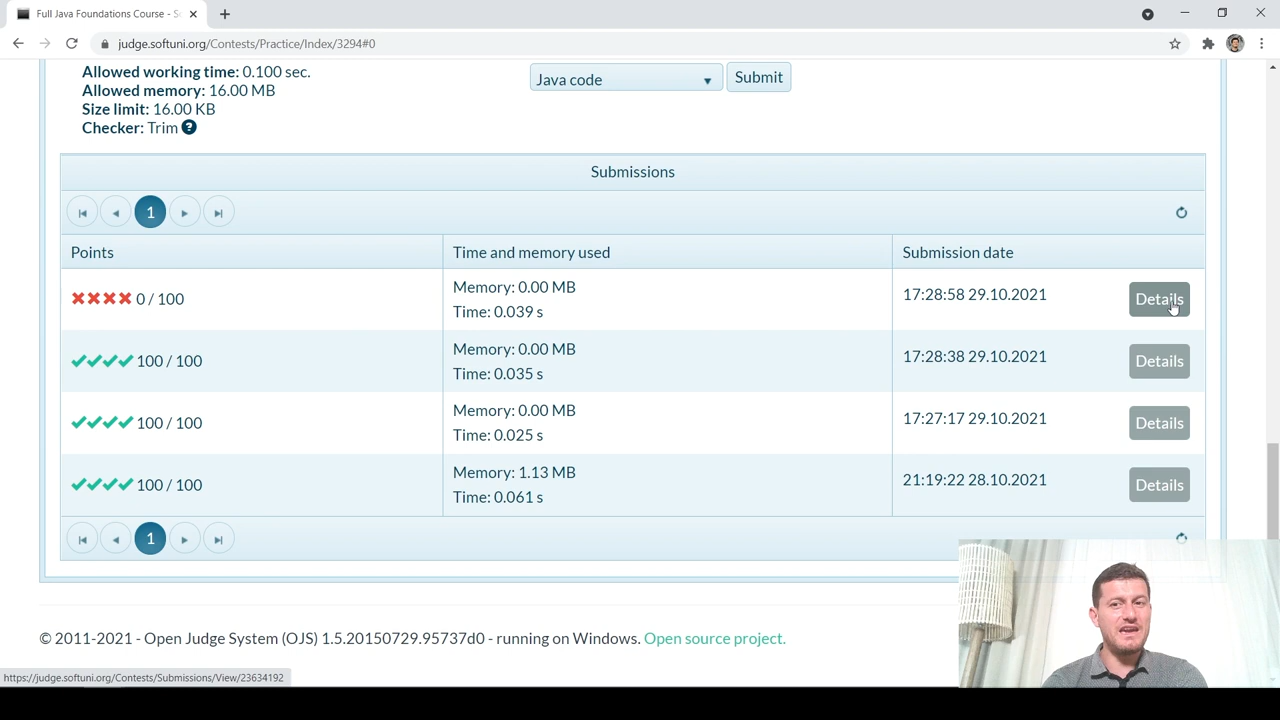 Full Java Foundations Course - S
judge.softuni.org/Contests/Practice/Index/3294#0
Allowed working time: 0.100 sec.
Allowed memory: 16.00 MB
Size limit: 16.00 KB
Checker: Trim ?
Java code
Submit
Submissions
1
Points
Time and memory used
Submission date
0 / 100
Memory: 0.00 MB
Time: 0.039 s
17:28:58 29.10.2021
Details
100 / 100
Memory: 0.00 MB
Time: 0.035 s
17:28:38 29.10.2021
Details
100 / 100
Memory: 0.00 MB
Time: 0.025 s
17:27:17 29.10.2021
Details
100 / 100
Memory: 1.13 MB
Time: 0.061 s
21:19:22 28.10.2021
Details
1
© 2011-2021 - Open Judge System (OJS) 1.5.20150729.95737d0 - running on Windows. Open source project.
https://judge.softuni.org/Contests/Submissions/View/23634192